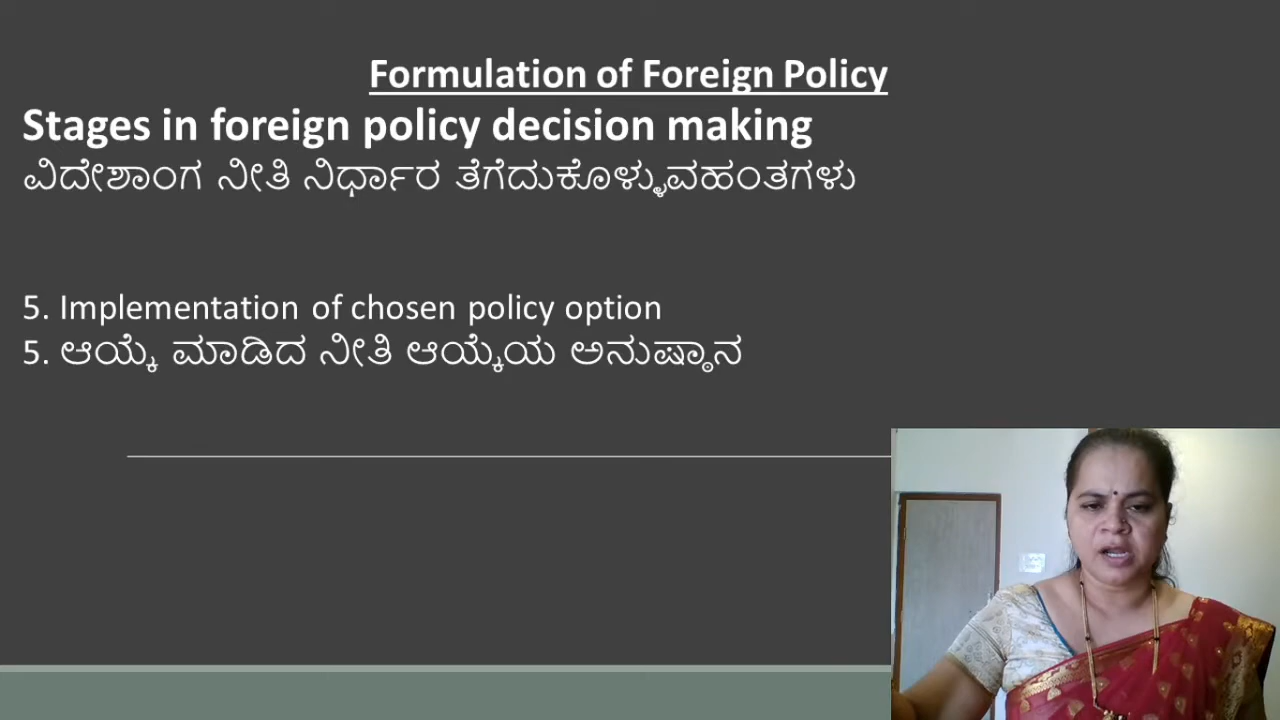 Formulation of Foreign Policy
Stages in foreign policy decision making
ವಿದೇಶಾಂಗ ನೀತಿ ನಿರ್ಧಾರ ತೆಗೆದುಕೊಳ್ಳುವಹಂತಗಳು
5. Implementation of chosen policy option
5. ಆಯ್ಕೆ ಮಾಡಿದ ನೀತಿ ಆಯ್ಕೆಯ ಅನುಷ್ಠಾನ